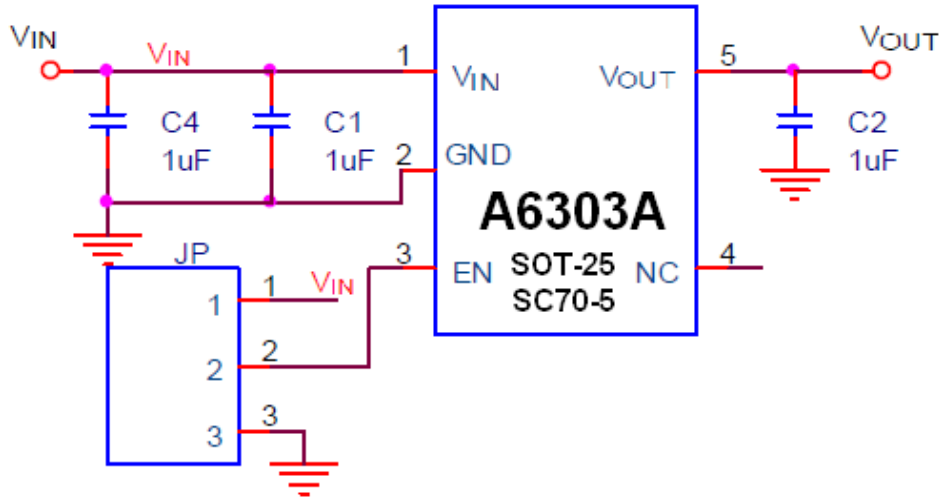 VIN
VIN
1
VIN
VOUT
5
VOUT
C4
1uF
C1
1uF
C2
1uF
2
GND
A6303A
SOT-25
SC70-5
3
EN
NC
4
JP
1
1
VIN
2
2
3
3